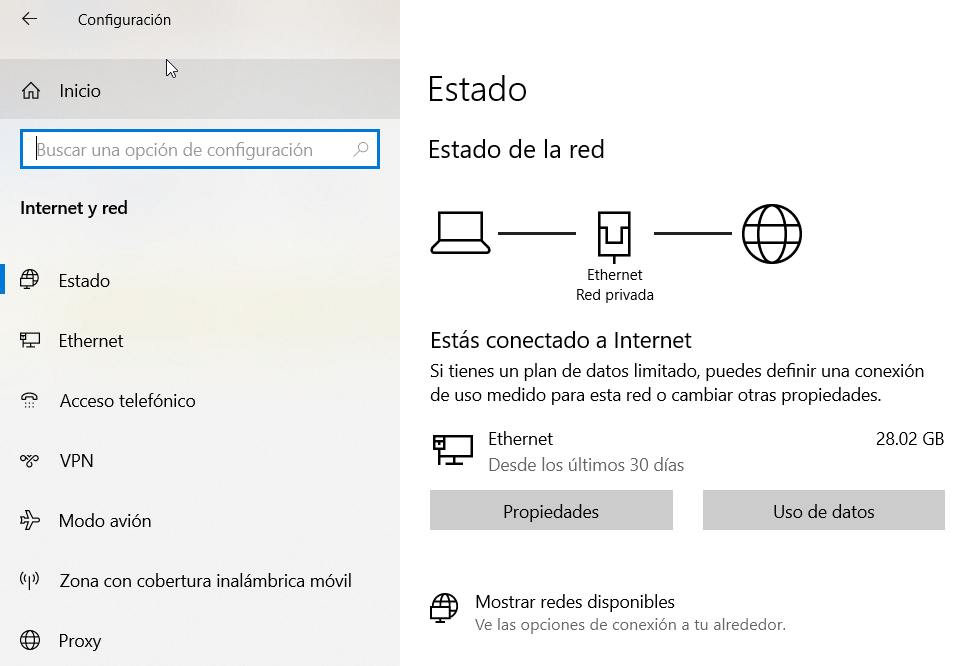 Configuración
Inicio
Buscar una opción de configuración
Internet y red
Estado
Ethernet
Acceso telefónico
VPN
Modo avión
Zona con cobertura inalámbrica móvil
Proxy
Estado
Estado de la red
Ethernet
Red privada
Estás conectado a Internet
Si tienes un plan de datos limitado, puedes definir una conexión
de uso medido para esta red o cambiar otras propiedades.
Ethernet 28.02 GB
Desde los últimos 30 días
Propiedades Uso de datos
Mostrar redes disponibles
Ve las opciones de conexión a tu alrededor.